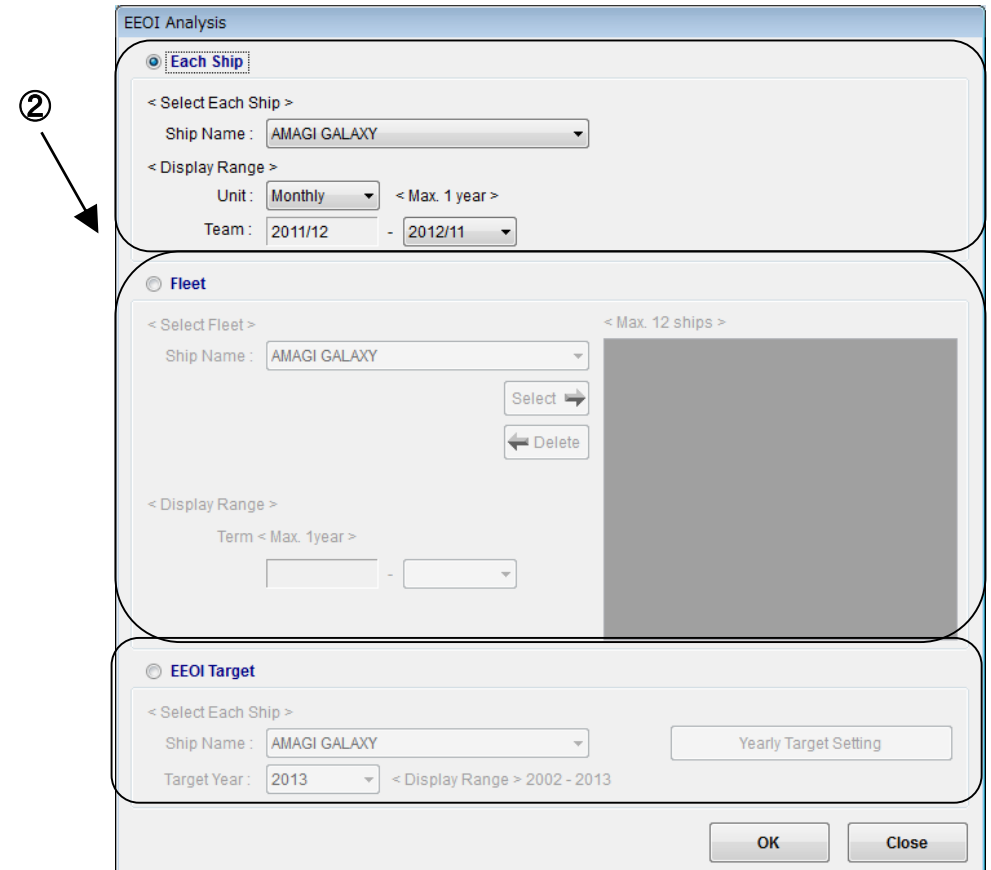 EEOI Analysis
Each Ship
②
< Select Each Ship >
Ship Name : AMAGI GALAXY
< Display Range >
Unit : Monthly < Max. 1 year >
Team : 2011/12 - 2012/11
Fleet
< Select Fleet > < Max. 12 ships >
Ship Name : AMAGI GALAXY
Select
Delete
< Display Range >
Term < Max. 1year >
-
EEOI Target
< Select Each Ship >
Ship Name : AMAGI GALAXY Yearly Target Setting
Target Year : 2013 < Display Range > 2002 - 2013
OK Close